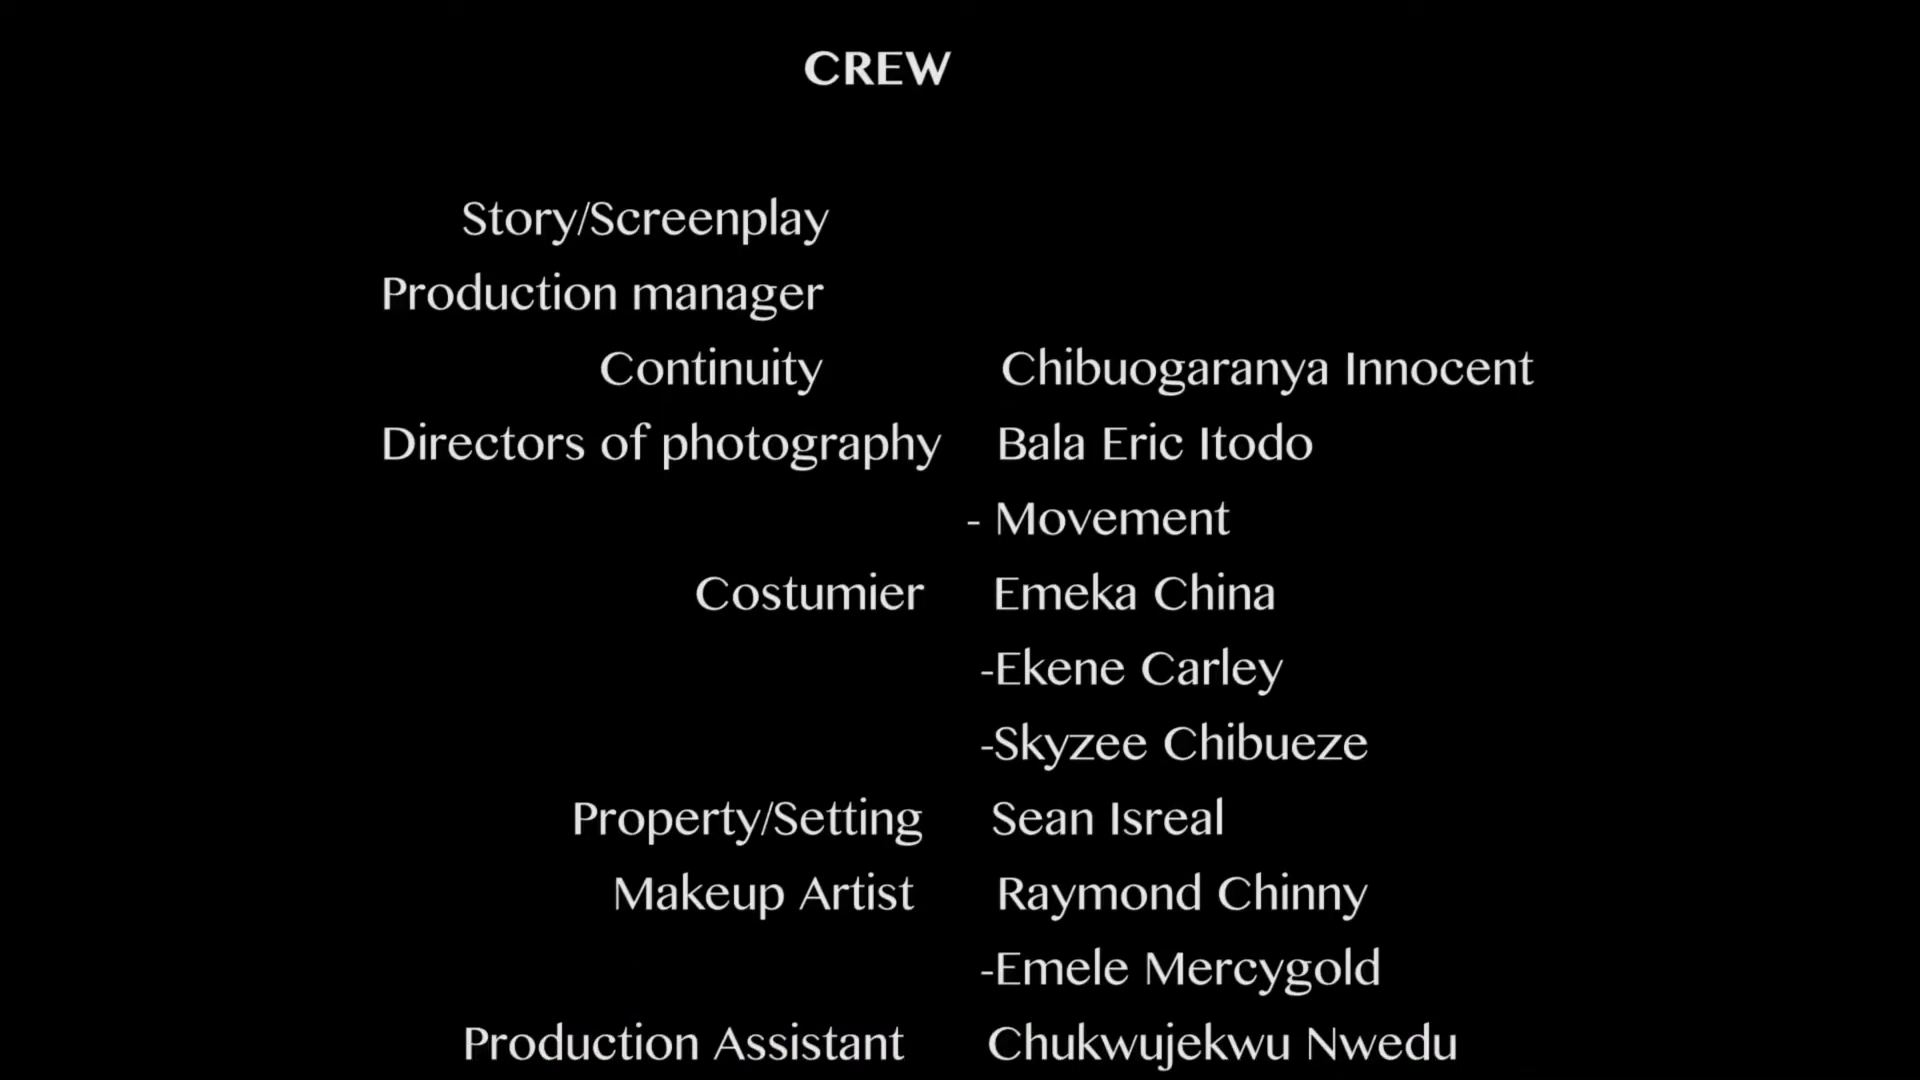 CREW
Story/Screenplay
Production manager
Continuity Chibuogaranya Innocent
Directors of photography Bala Eric Itodo
- Movement
Costumier Emeka China
-Ekene Carley
-Skyzee Chibueze
Property/Setting Sean Isreal
Makeup Artist Raymond Chinny
-Emele Mercygold
Production Assistant Chukwujekwu Nwedu